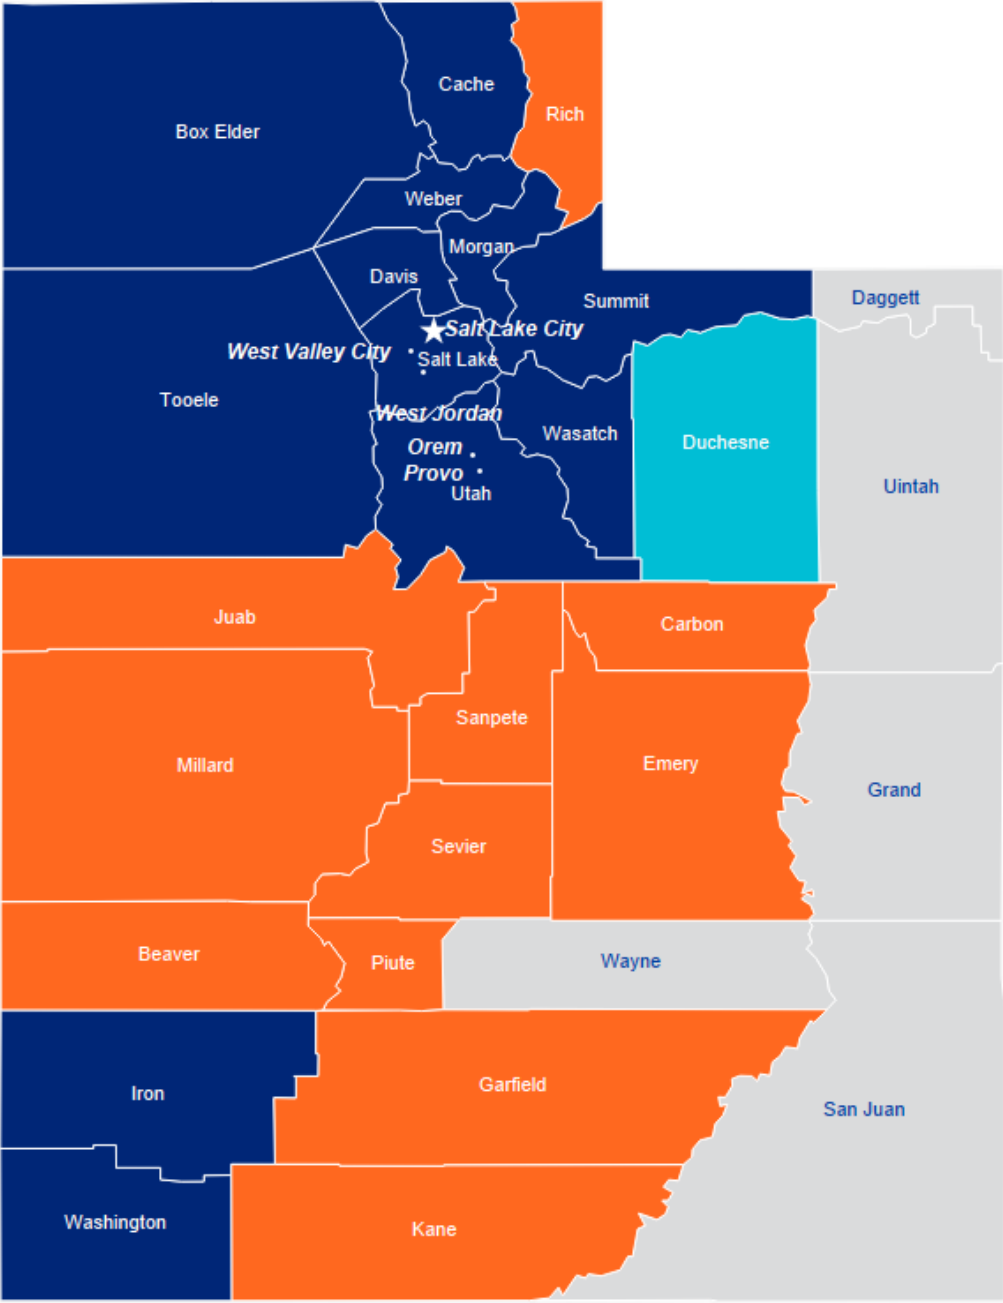 Cache
Rich
Box Elder
Weber
Morgan
Davis
Daggett
Summit
Salt Lake City
West Valley City
Salt Lake
Tooele
West Jordan
Wasatch
Duchesne
Orem
Provo
Uintah
Utah
Juab
Carbon
Sanpete
Millard
Emery
Grand
Sevier
Beaver
Piute
Wayne
Iron
Garfield
San Juan
Washington
Kane